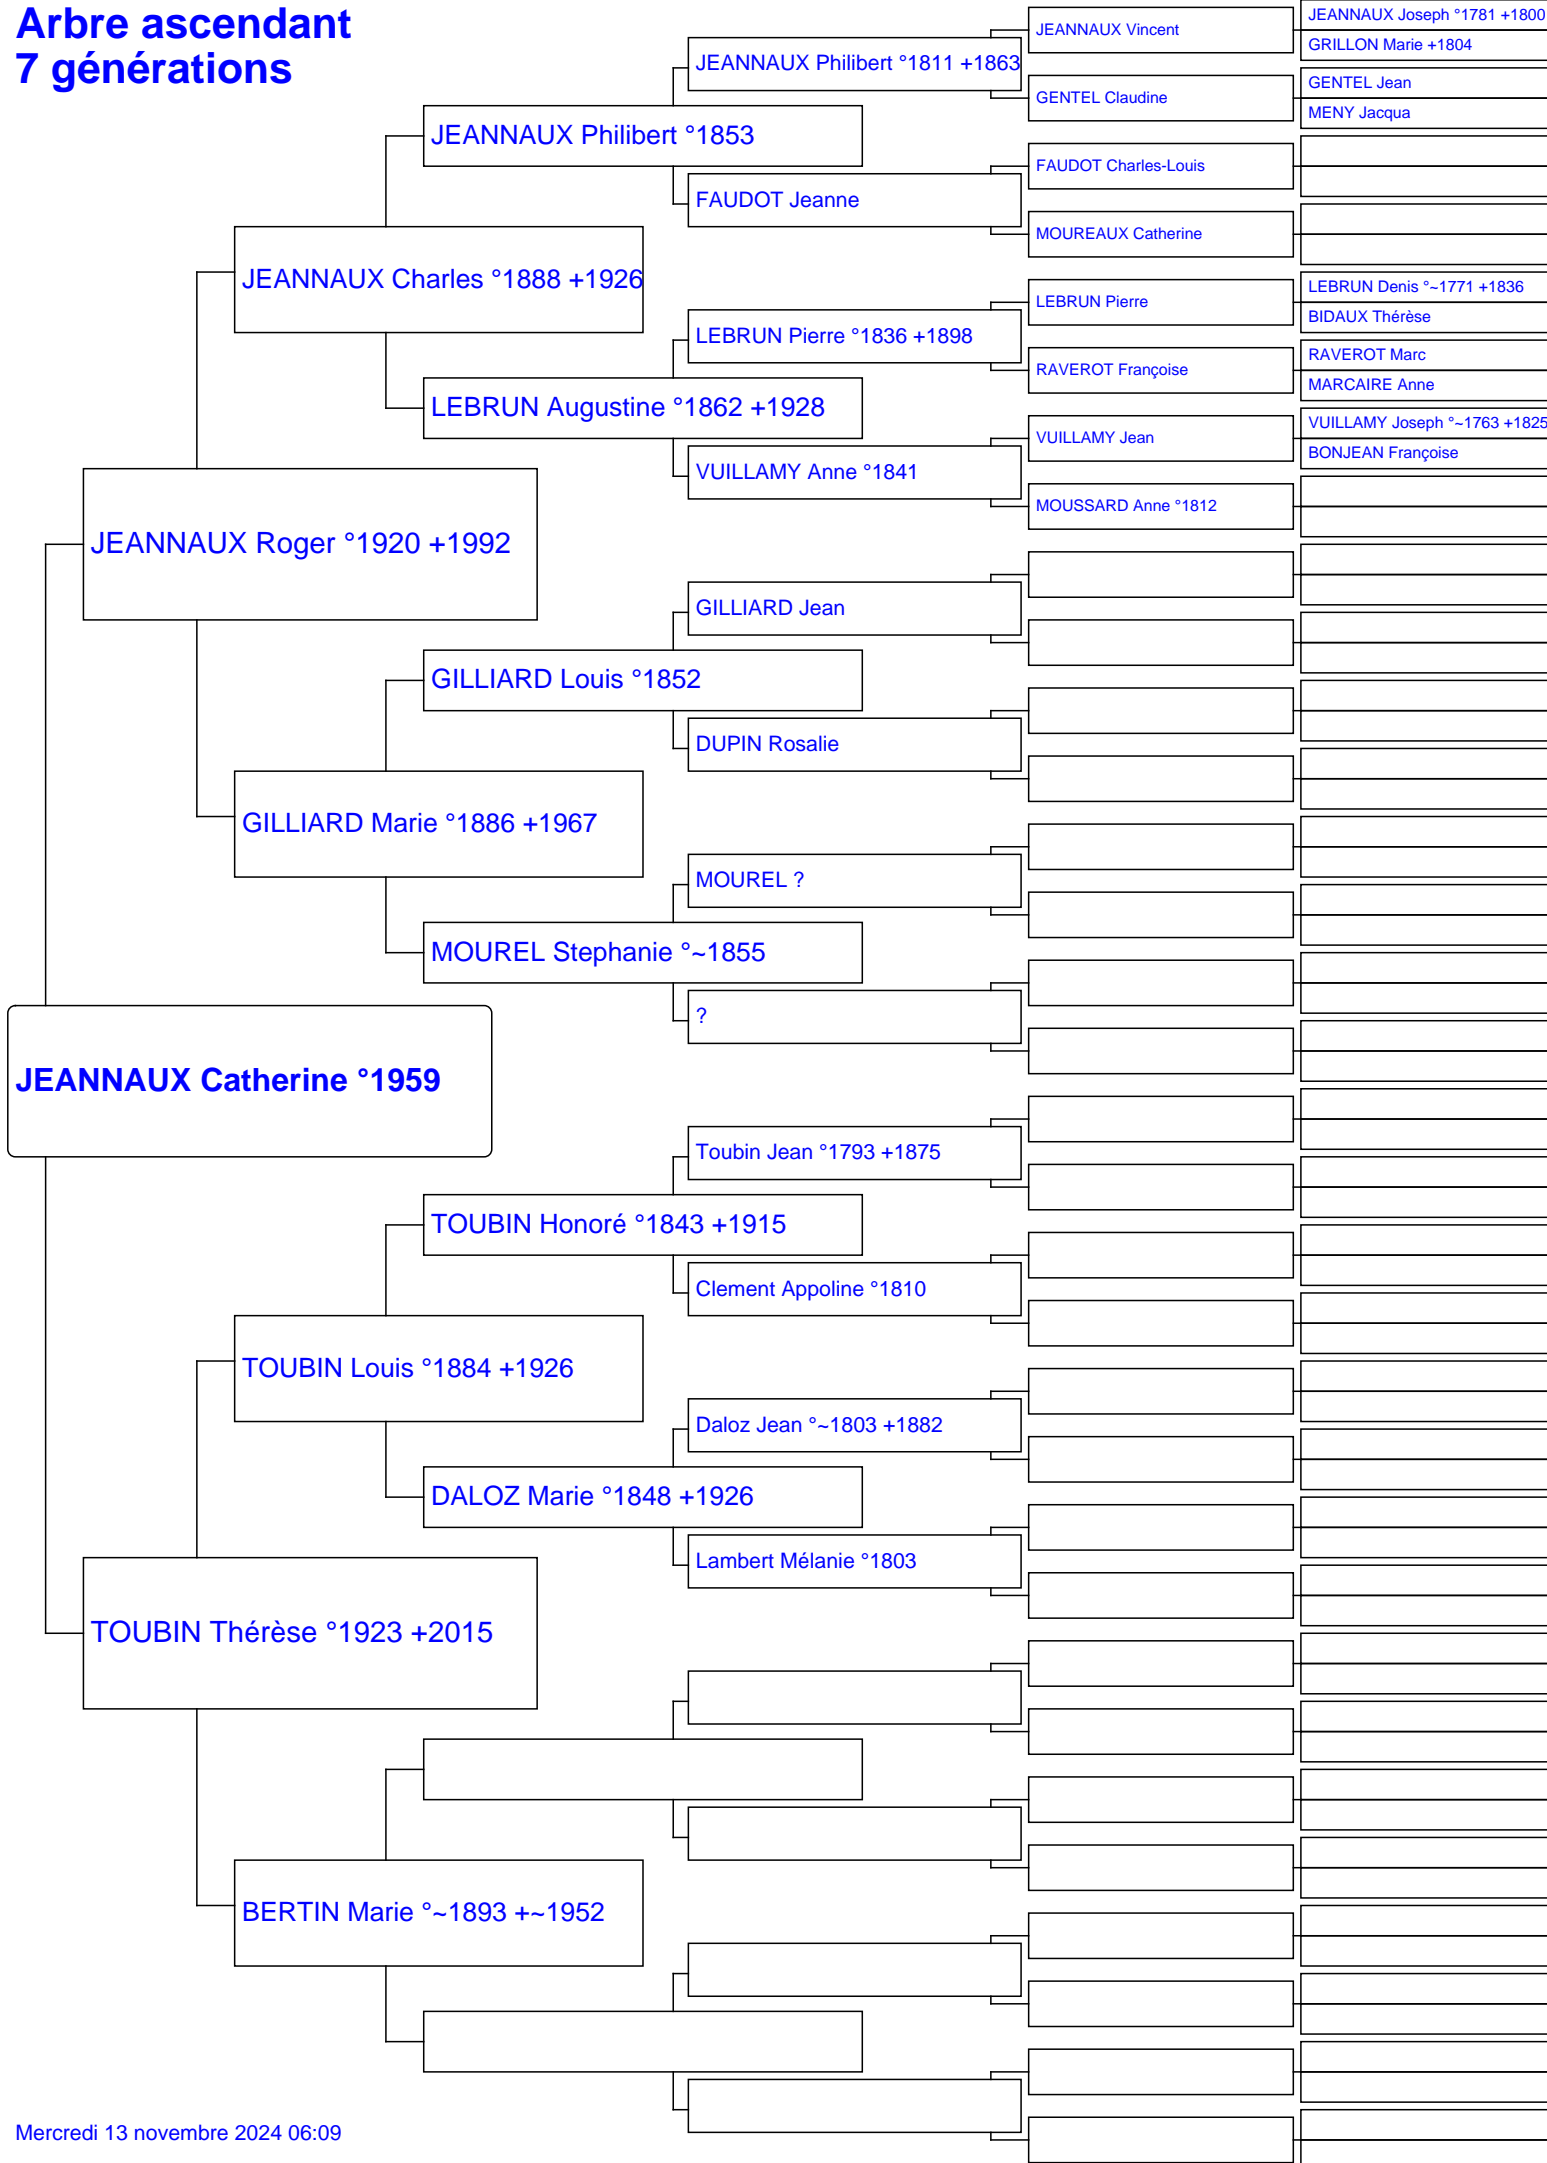 Arbre ascendant
7 générations
JEANNAUX Catherine °1959
JEANNAUX Roger °1920 +1992
TOUBIN Thérèse °1923 +2015
JEANNAUX Charles °1888 +1926
GILLIARD Marie °1886 +1967
TOUBIN Louis °1884 +1926
BERTIN Marie °~1893 +~1952
JEANNAUX Philibert °1853
LEBRUN Augustine °1862 +1928
GILLIARD Louis °1852
MOUREL Stephanie °~1855
TOUBIN Honoré °1843 +1915
DALOZ Marie °1848 +1926
JEANNAUX Philibert °1811 +1863
FAUDOT Jeanne
LEBRUN Pierre °1836 +1898
VUILLAMY Anne °1841
GILLIARD Jean
DUPIN Rosalie
MOUREL ?
?
Toubin Jean °1793 +1875
Clement Appoline °1810
Daloz Jean °~1803 +1882
Lambert Mélanie °1803
JEANNAUX Vincent
GENTEL Claudine
FAUDOT Charles-Louis
MOUREAUX Catherine
LEBRUN Pierre
RAVEROT Françoise
VUILLAMY Jean
MOUSSARD Anne °1812
JEANNAUX Joseph °1781 +1800
GRILLON Marie +1804
GENTEL Jean
MENY Jacqua
LEBRUN Denis °~1771 +1836
BIDAUX Thérèse
RAVEROT Marc
MARCAIRE Anne
VUILLAMY Joseph °~1763 +1825
BONJEAN Françoise
Mercredi 13 novembre 2024 06:09